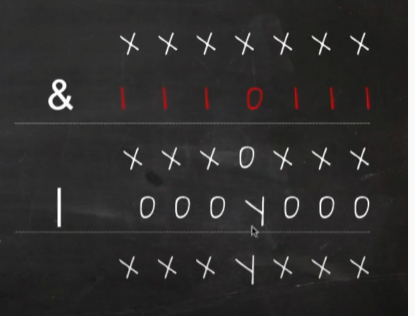 x x x x x x x
& 1 1 1 0 1 1 1
x x x 0 x x x
| 0 0 0 y 0 0 0
x x x y x x x